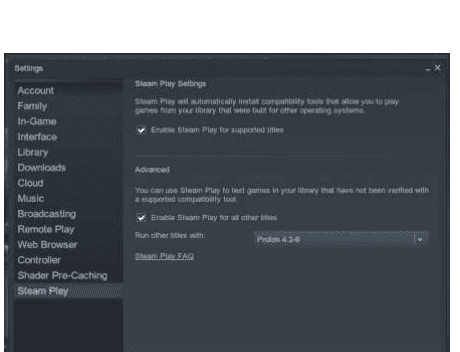 Settings
Account
Family
In-Game
Interface
Library
Downloads
Cloud
Music
Broadcasting
Remote Play
Web Browser
Controller
Shader Pre-Caching
Steam Play
Steam Play Settings
Steam Play will automatically install compatibility tools that allow you to play
games from your library that were built for other operating systems.
Enable Steam Play for supported titles
Advanced
You can use Steam Play to test games in your library that have not been verified with
a supported compatibility tool
Enable Steam Play for all other titles
Run other titles with:
Proton 4.2-9
Steam Play FAQ